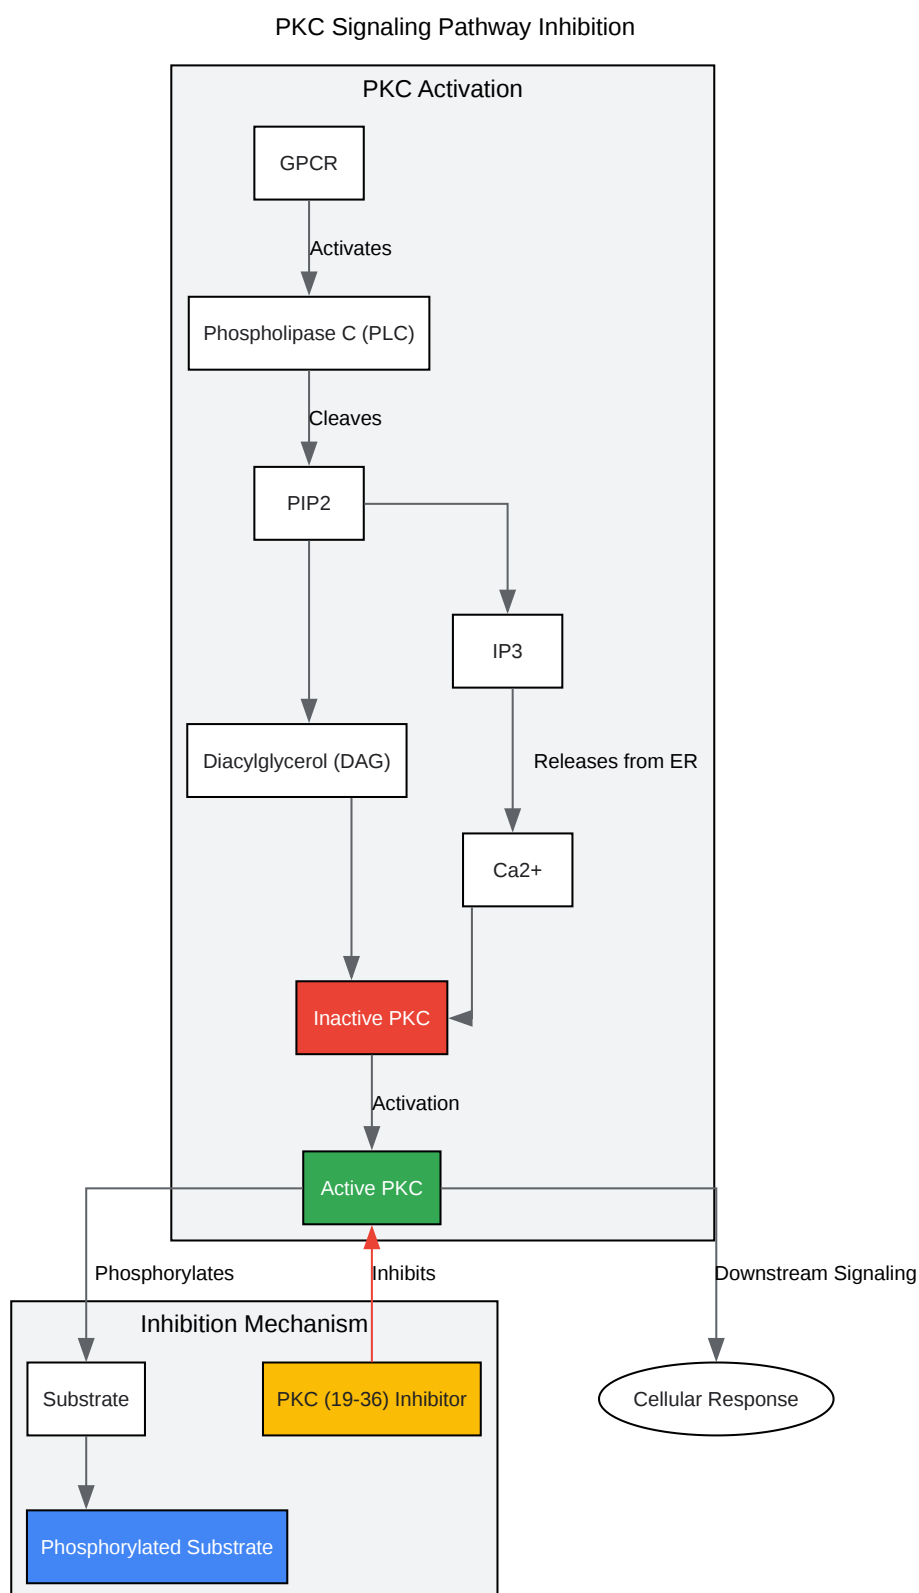 PKC Signaling Pathway Inhibition
PKC Activation
GPCR
Activates
Phospholipase C (PLC)
Cleaves
PIP2
IP3
Diacylglycerol (DAG)
Releases from ER
Ca2+
Inactive PKC
Activation
Active PKC
Phosphorylates
Inhibits
Downstream Signaling
Inhibition Mechanism
Substrate
PKC (19-36) Inhibitor
Cellular Response
Phosphorylated Substrate